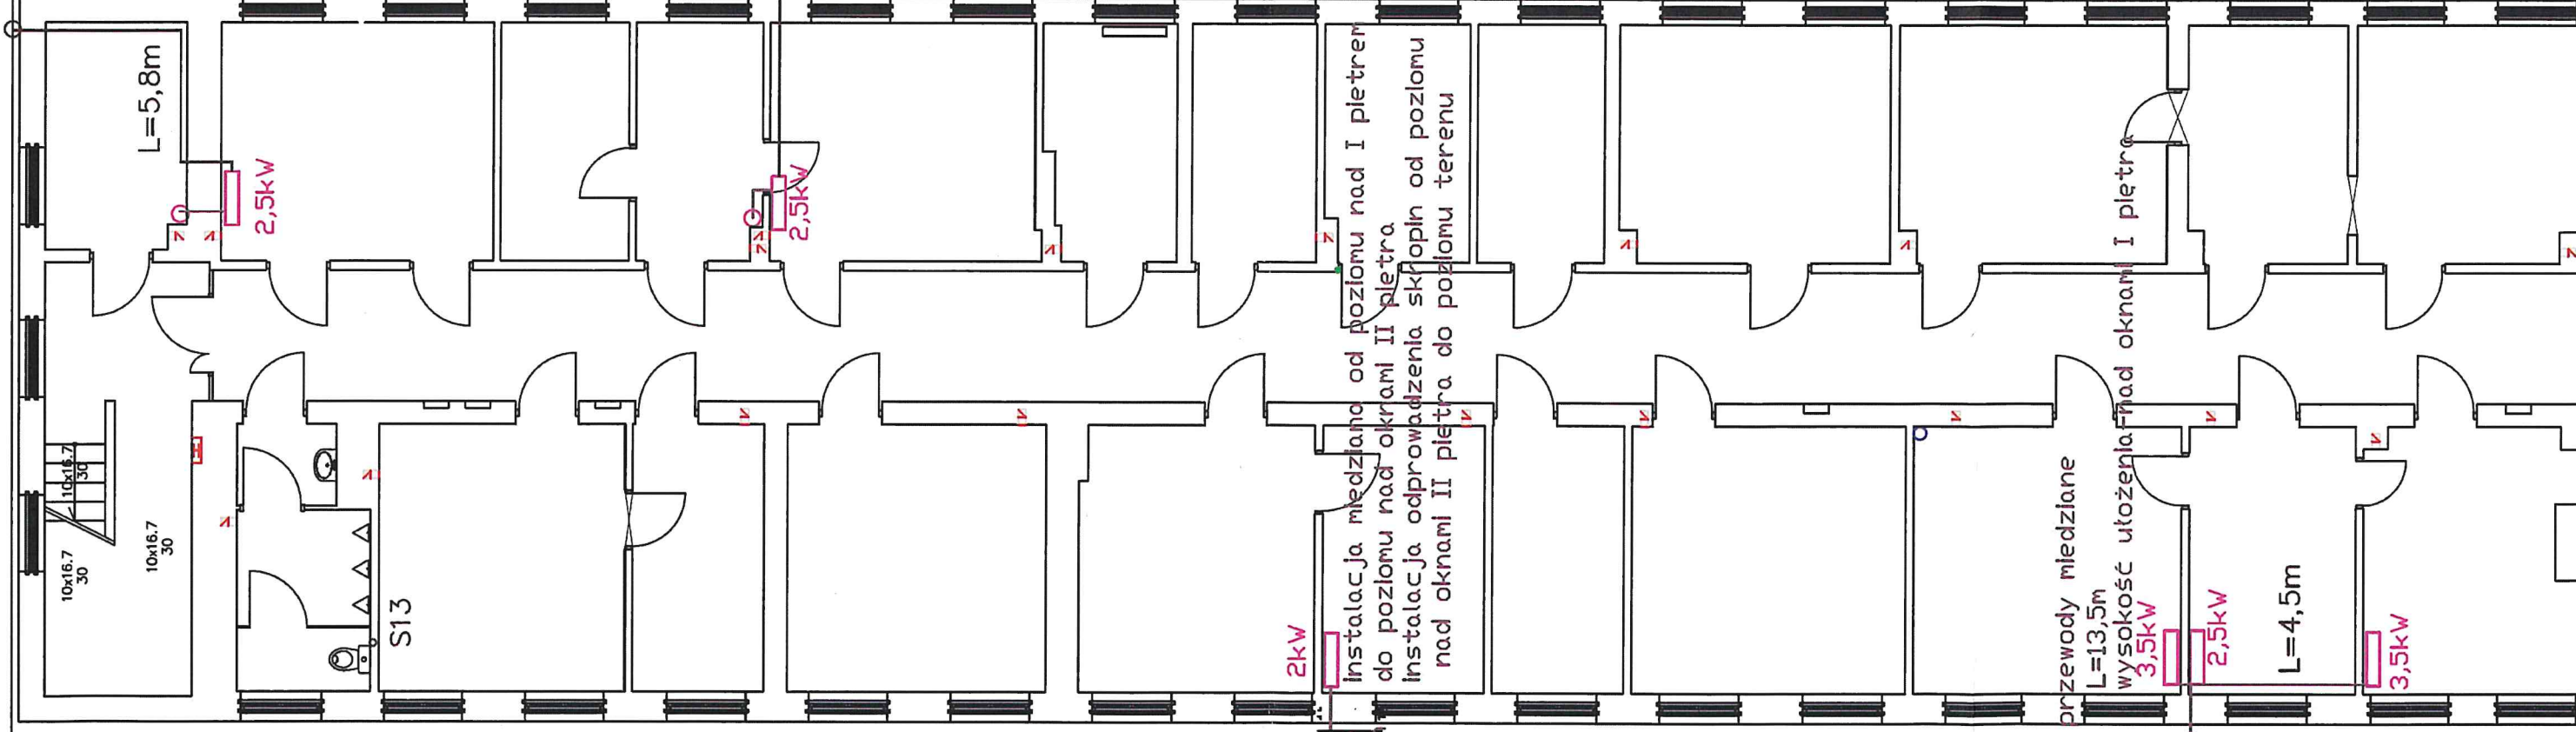 L=5,8m
2,5kW
2,5kW
10x16.7
30
10x16.7
30
10x16.7
30
H
S13
2kW
Instalacja miedziana od poziomu nad I piętrem
do poziomu nad oknami II piętra
instalacja odprowadzenia skroplin od poziomu
nad oknami II piętra do poziomu terenu
przewody miedziane
L=13,5m
wysokość ułożenia-nad oknami I piętra
3,5kW
2,5kW
L=4,5m
3,5kW